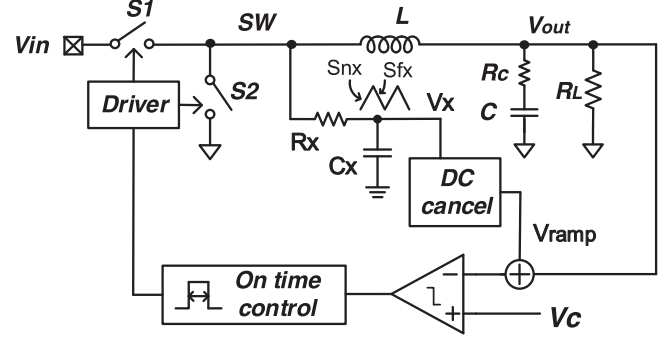 S1
SW
L
Vout
Vin
Snx
Sfx
Rc
RL
Driver
S2
Vx
C
Rx
Cx
DC
cancel
Vramp
On time
control
−
+
+
Vc